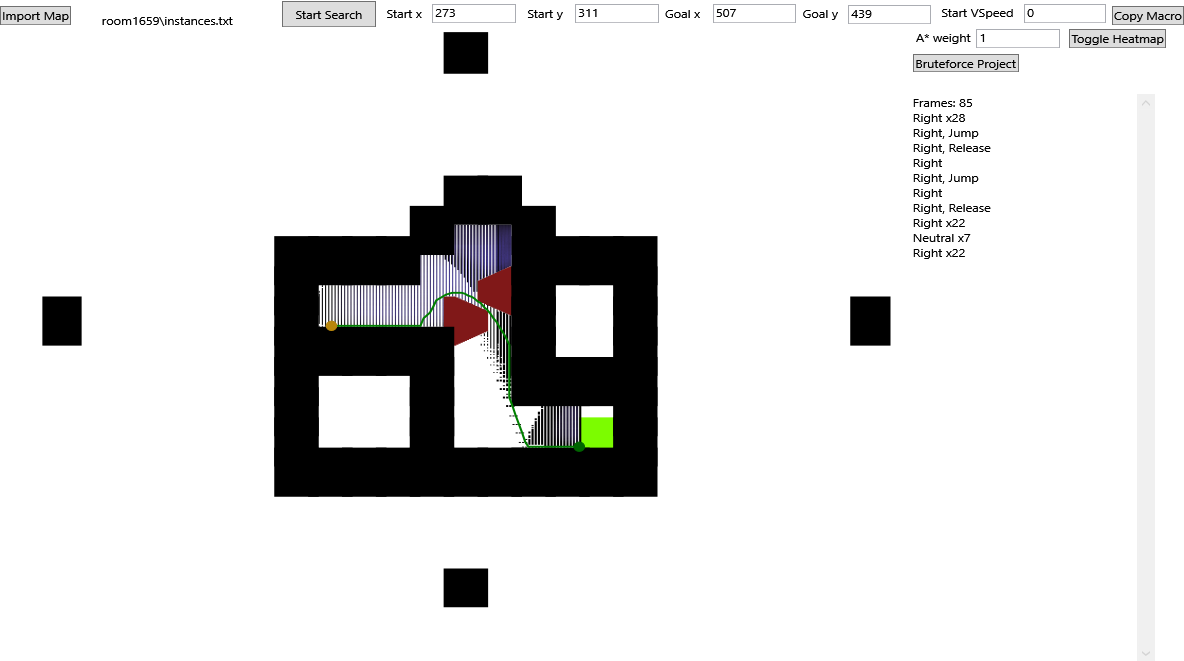 Import Map
room1659\instances.txt
Start Search
Start x 273
Start y 311
Goal x 507
Goal y 439
Start VSpeed 0
Copy Macro
A* weight 1
Toggle Heatmap
Bruteforce Project
Frames: 85
Right x28
Right, Jump
Right, Release
Right
Right, Jump
Right
Right, Release
Right x22
Neutral x7
Right x22